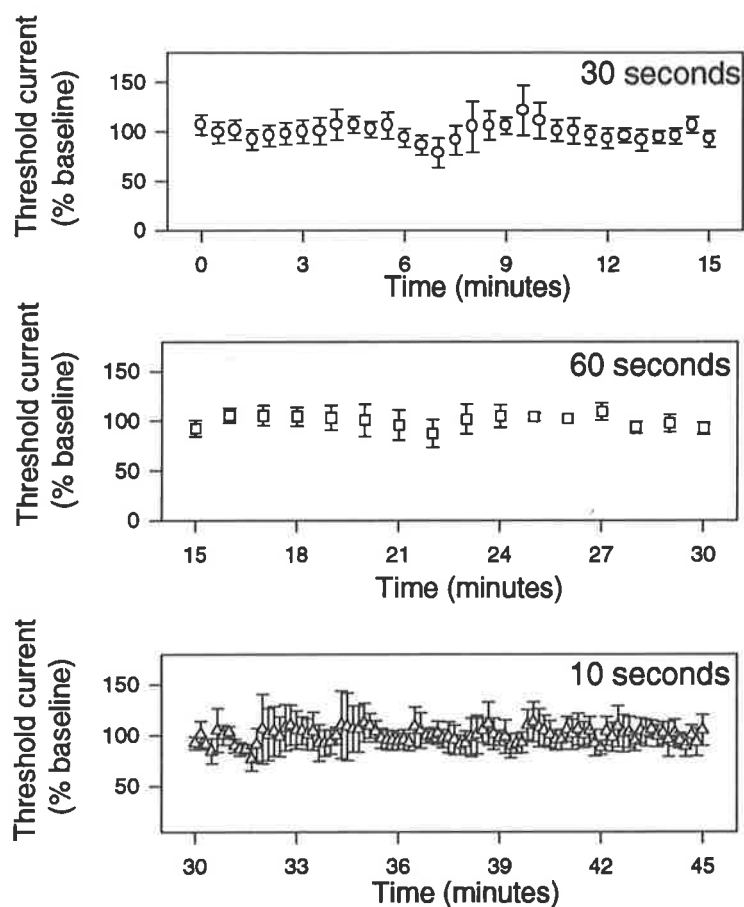 30 seconds
Threshold current
(% baseline)
150
100
50
0
0 3 6 9 12 15
Time (minutes)
60 seconds
Threshold current
(% baseline)
150
100
50
0
15 18 21 24 27 30
Time (minutes)
10 seconds
Threshold current
(% baseline)
150
100
50
30 33 36 39 42 45
Time (minutes)